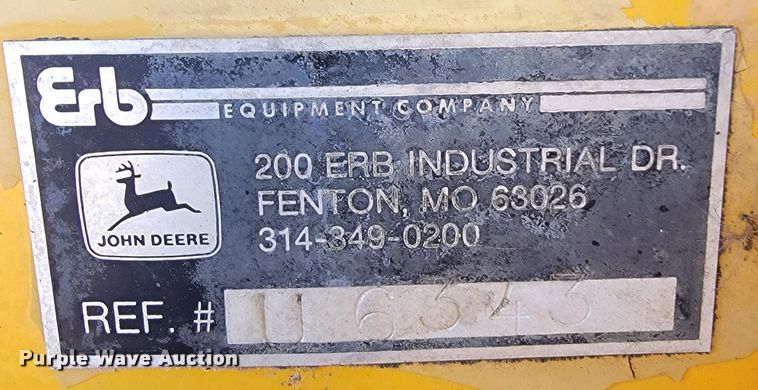 Erb
EQUIPMENT COMPANY
200 ERB INDUSTRIAL DR.
FENTON, MO 63026
314-349-0200
JOHN DEERE
REF. # U 6343
Purple Wave Auction